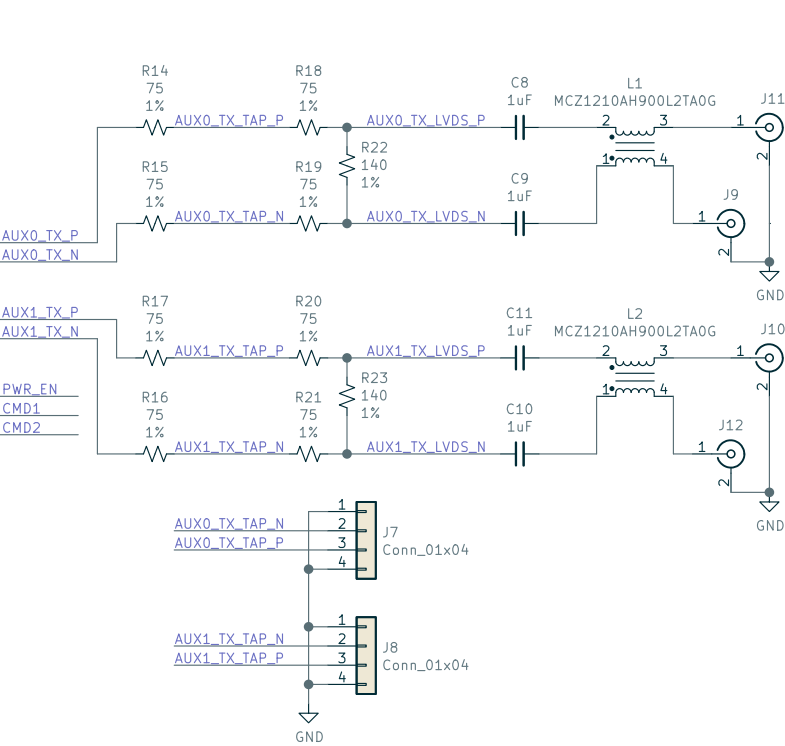 R14
75
1%
R18
75
1%
C8
1uF
L1
MCZ1210AH900L2TA0G
J11
AUX0_TX_TAP_P
AUX0_TX_LVDS_P
2
3
1
2
R22
140
1%
1
4
R15
75
1%
R19
75
1%
C9
1uF
J9
AUX0_TX_TAP_N
AUX0_TX_LVDS_N
1
2
AUX0_TX_P
AUX0_TX_N
GND
R17
75
1%
R20
75
1%
C11
1uF
L2
MCZ1210AH900L2TA0G
J10
AUX1_TX_P
AUX1_TX_N
AUX1_TX_TAP_P
AUX1_TX_LVDS_P
2
3
1
2
R23
140
1%
1
4
PWR_EN
CMD1
CMD2
R16
75
1%
R21
75
1%
C10
1uF
J12
AUX1_TX_TAP_N
AUX1_TX_LVDS_N
1
2
GND
1
AUX0_TX_TAP_N
2
AUX0_TX_TAP_P
3
4
J7
Conn_01x04
1
AUX1_TX_TAP_N
2
AUX1_TX_TAP_P
3
4
J8
Conn_01x04
GND